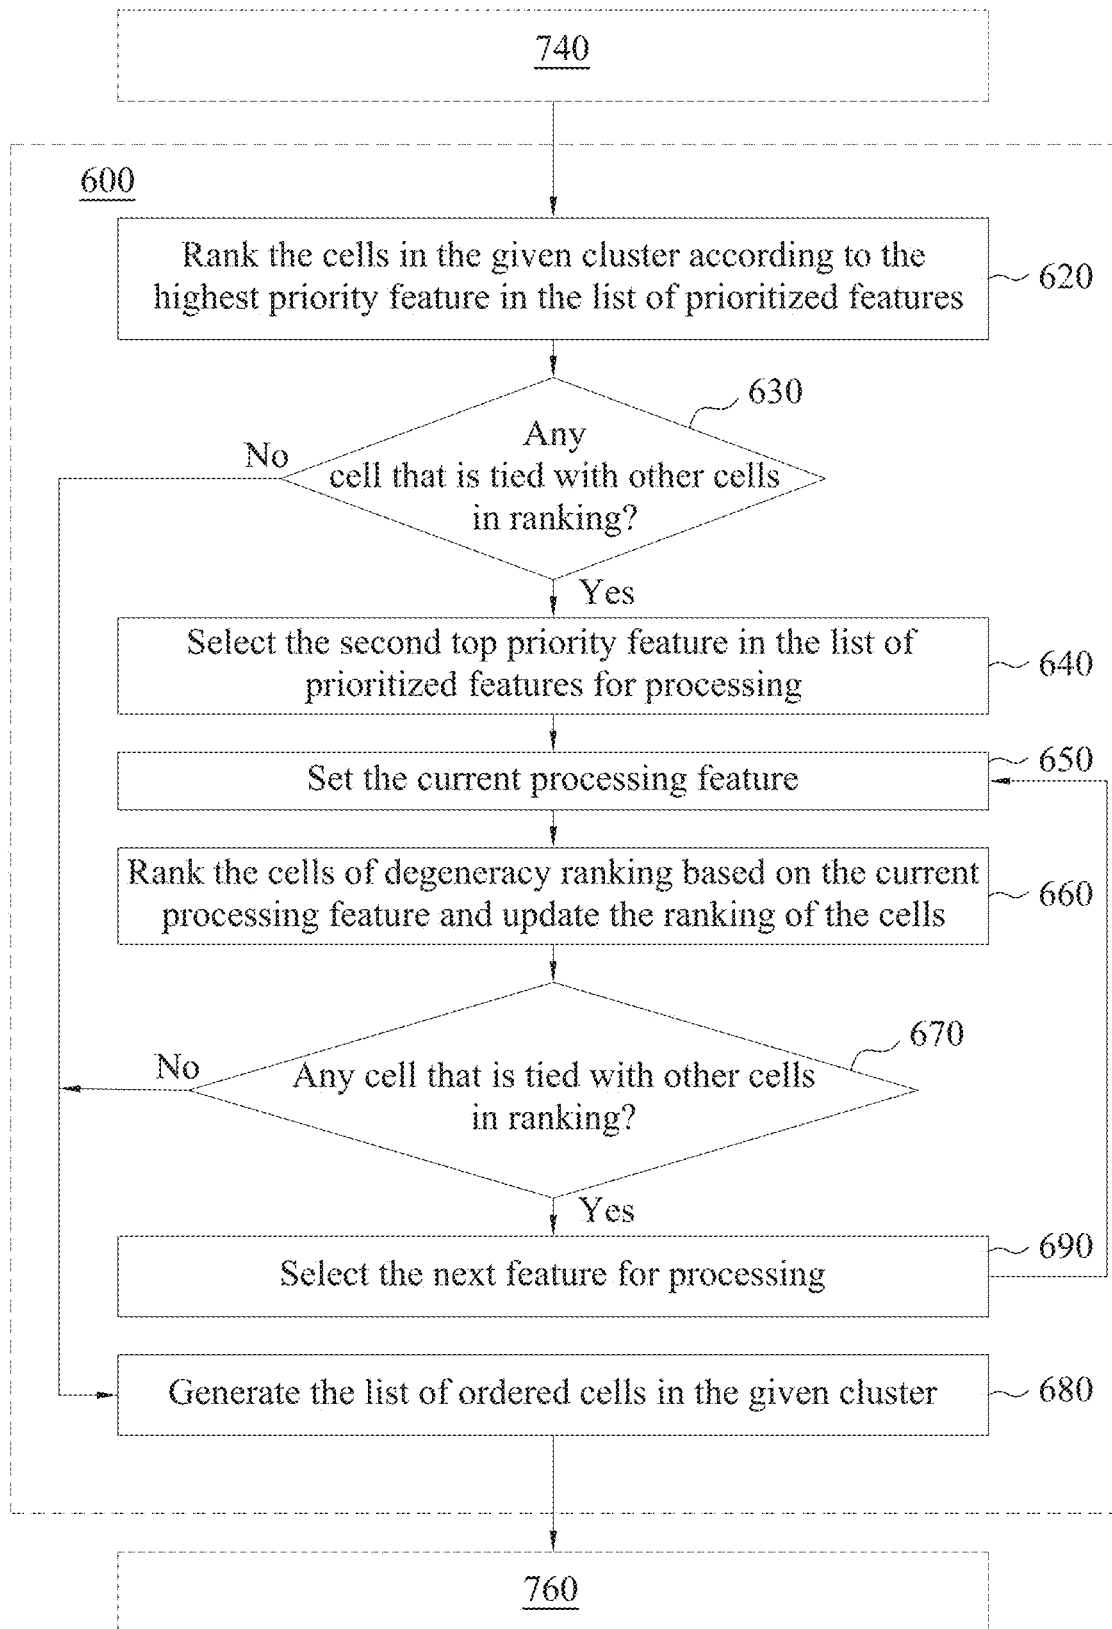 740
600
Rank the cells in the given cluster according to the
highest priority feature in the list of prioritized features
620
630
No
Any
cell that is tied with other cells
in ranking?
Yes
Select the second top priority feature in the list of
prioritized features for processing
640
Set the current processing feature
650
Rank the cells of degeneracy ranking based on the current
processing feature and update the ranking of the cells
660
670
No
Any cell that is tied with other cells
in ranking?
Yes
Select the next feature for processing
690
Generate the list of ordered cells in the given cluster
680
760